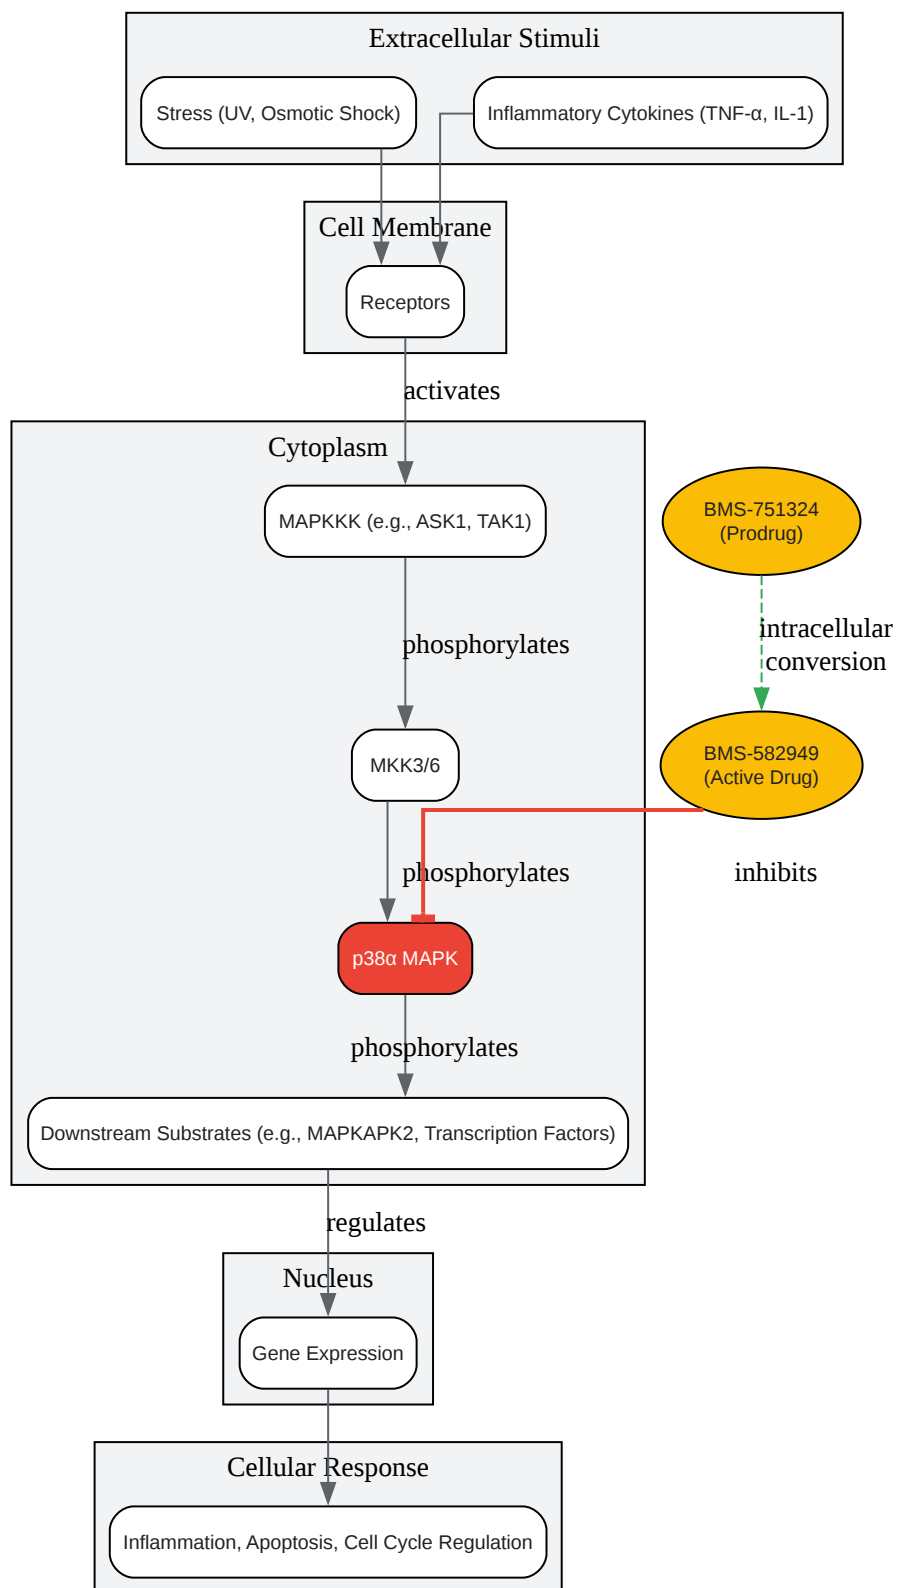 Extracellular Stimuli
Stress (UV, Osmotic Shock)
Inflammatory Cytokines (TNF-α, IL-1)
Cell Membrane
Receptors
activates
Cytoplasm
MAPKKK (e.g., ASK1, TAK1)
BMS-751324
(Prodrug)
phosphorylates
intracellular
conversion
MKK3/6
BMS-582949
(Active Drug)
phosphorylates
inhibits
p38α MAPK
phosphorylates
Downstream Substrates (e.g., MAPKAPK2, Transcription Factors)
regulates
Nucleus
Gene Expression
Cellular Response
Inflammation, Apoptosis, Cell Cycle Regulation